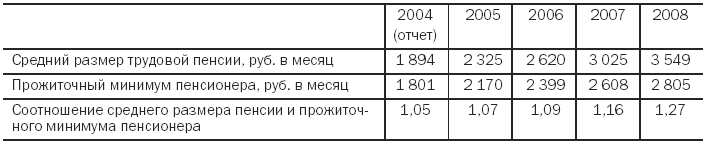 2004 2005 2006 2007 2008
(отчет)
Средний размер трудовой пенсии, руб. в месяц 1 894 2 325 2 620 3 025 3 549
Прожиточный минимум пенсионера, руб. в месяц 1 801 2 170 2 399 2 608 2 805
Соотношение среднего размера пенсии и прожиточ- 1,05 1,07 1,09 1,16 1,27
ного минимума пенсионера